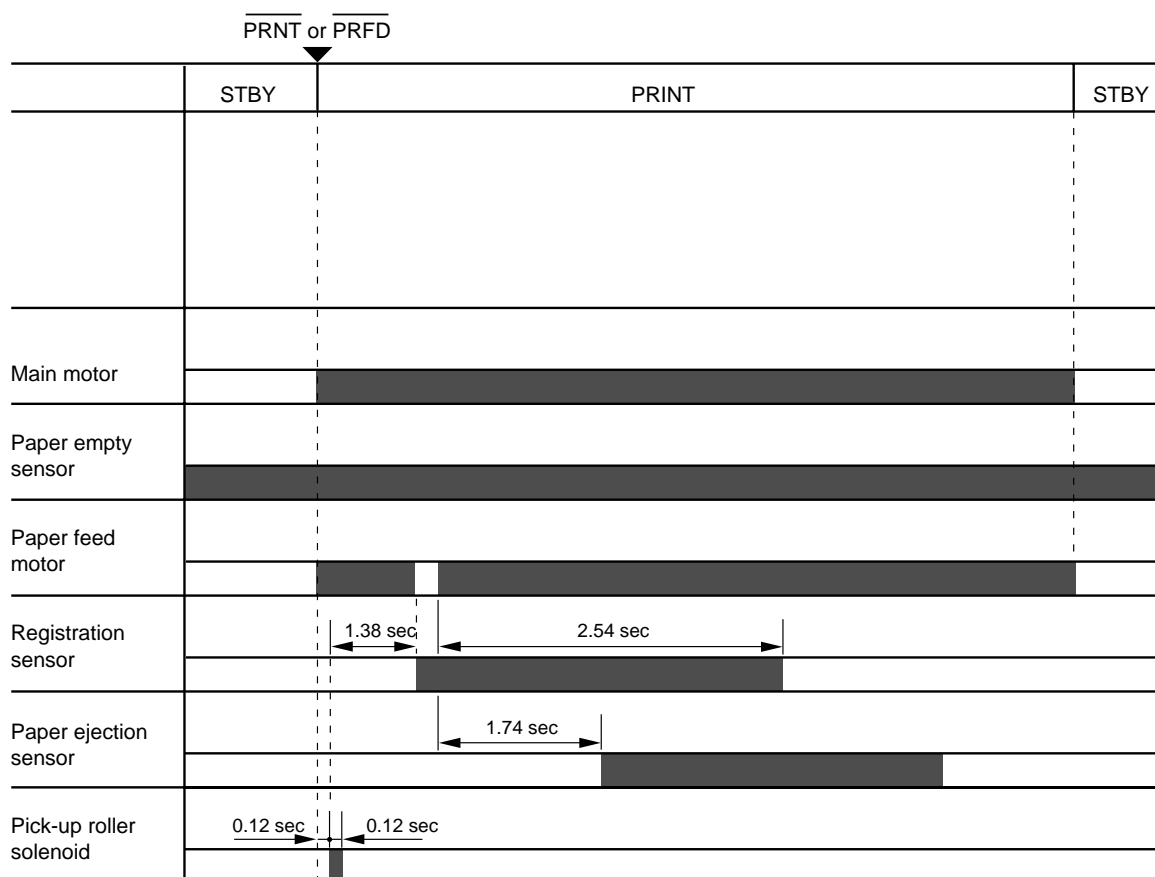 PRNT or PRFD
STBY PRINT STBY
Main motor
Paper empty
sensor
Paper feed
motor
Registration
sensor
1.38 sec 2.54 sec
Paper ejection
sensor
1.74 sec
Pick-up roller
solenoid
0.12 sec 0.12 sec